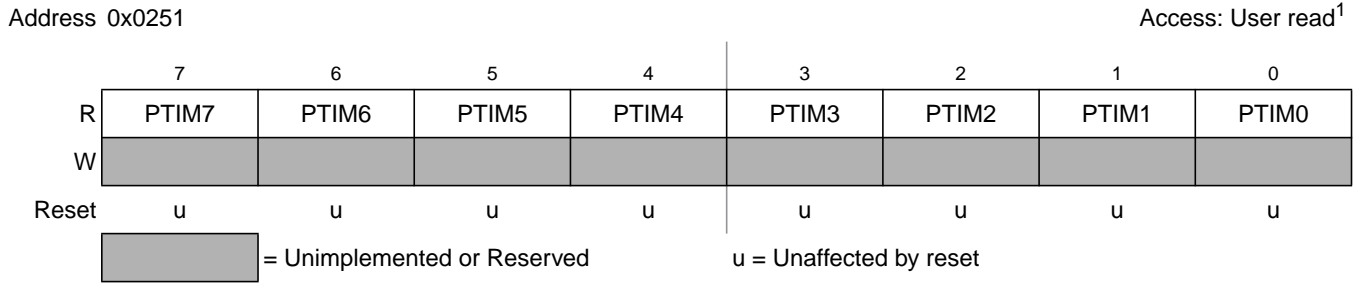 Address 0x0251 Access: User read1
7 6 5 4 3 2 1 0
R PTIM7 PTIM6 PTIM5 PTIM4 PTIM3 PTIM2 PTIM1 PTIM0
W
Reset u u u u u u u u
= Unimplemented or Reserved u = Unaffected by reset